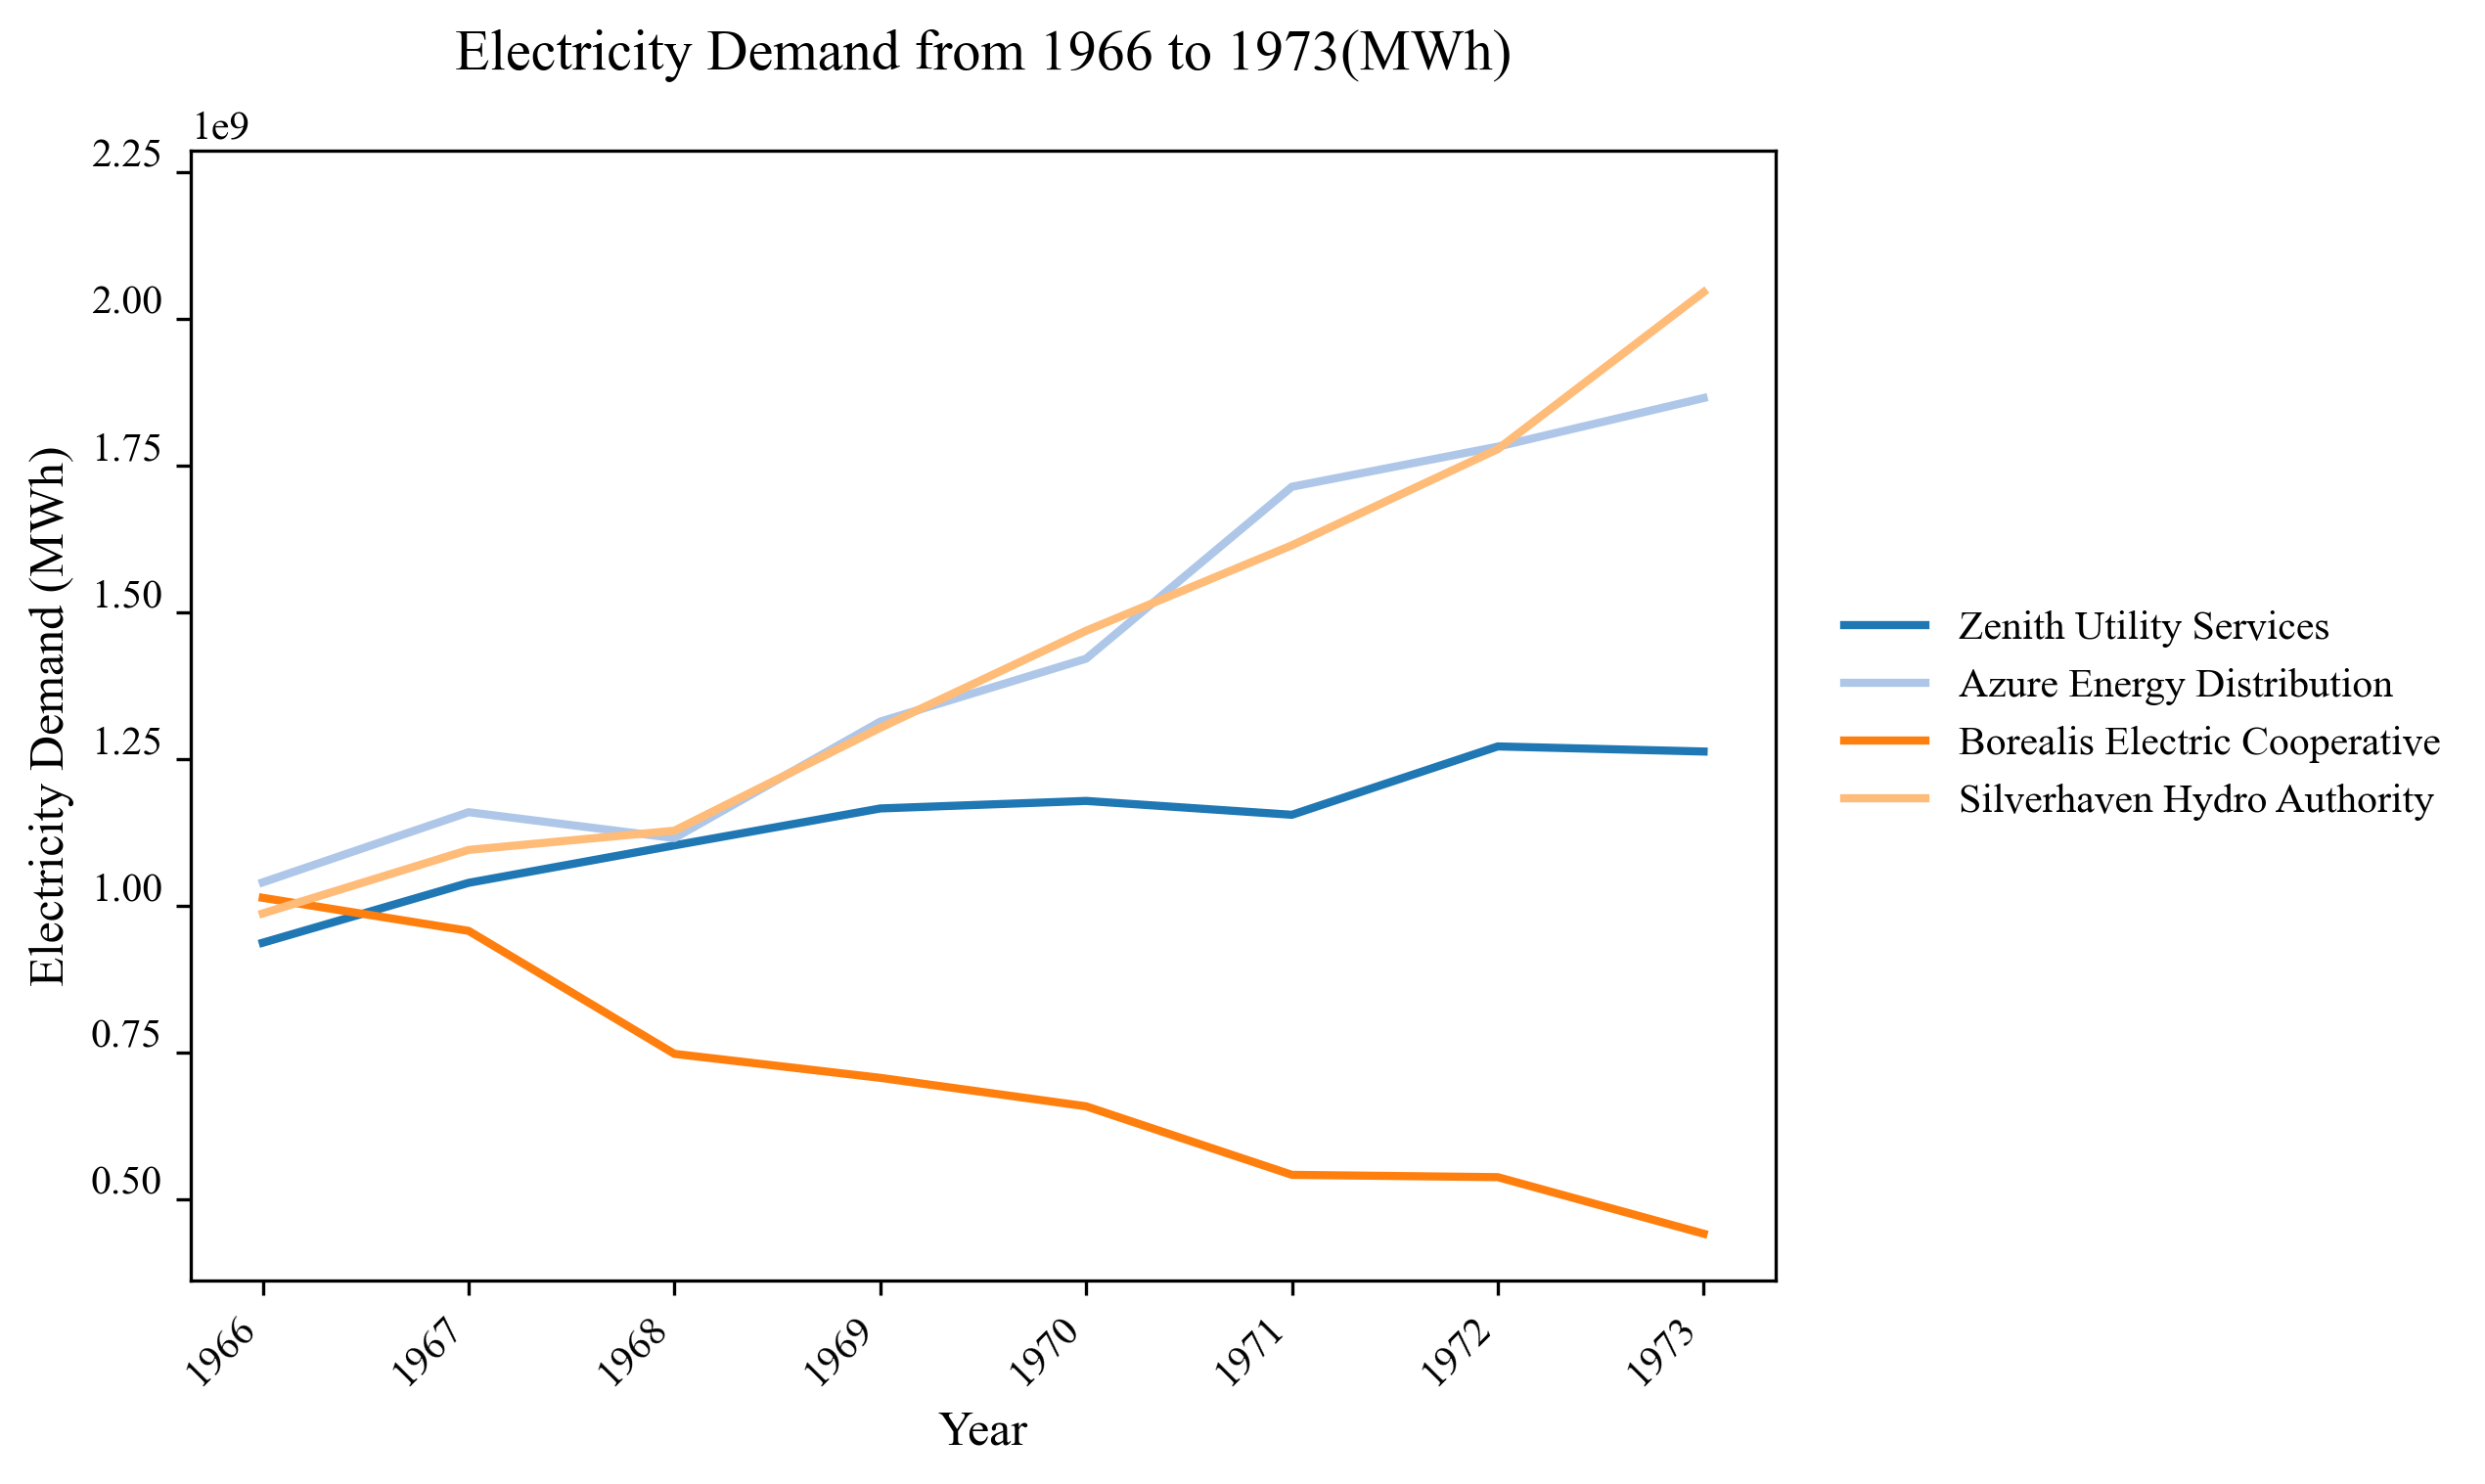 Electricity Demand from 1966 to 1973(MWh)
1e9
2.25
2.00
1.75
1.50
1.25
1.00
0.75
0.50
Electricity Demand (MWh)
Zenith Utility Services
Azure Energy Distribution
Borealis Electric Cooperative
Silverhaven Hydro Authority
1966
1967
1968
1969
1970
1971
1972
1973
Year